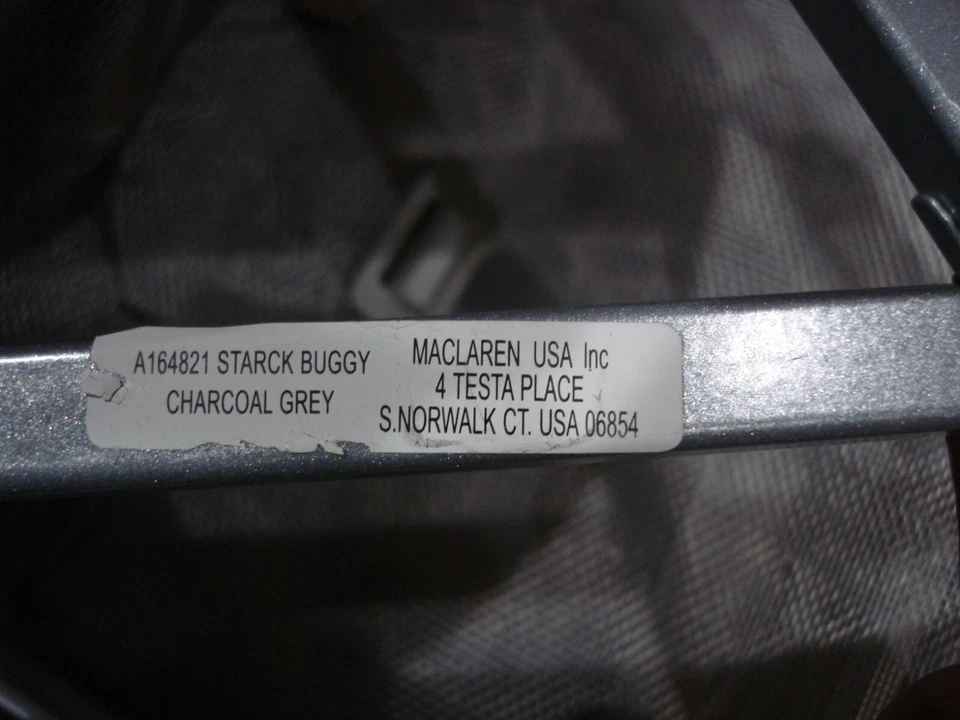 A164821 STARCK BUGGY
CHARCOAL GREY
MACLAREN USA Inc
4 TESTA PLACE
S.NORWALK CT. USA 06854